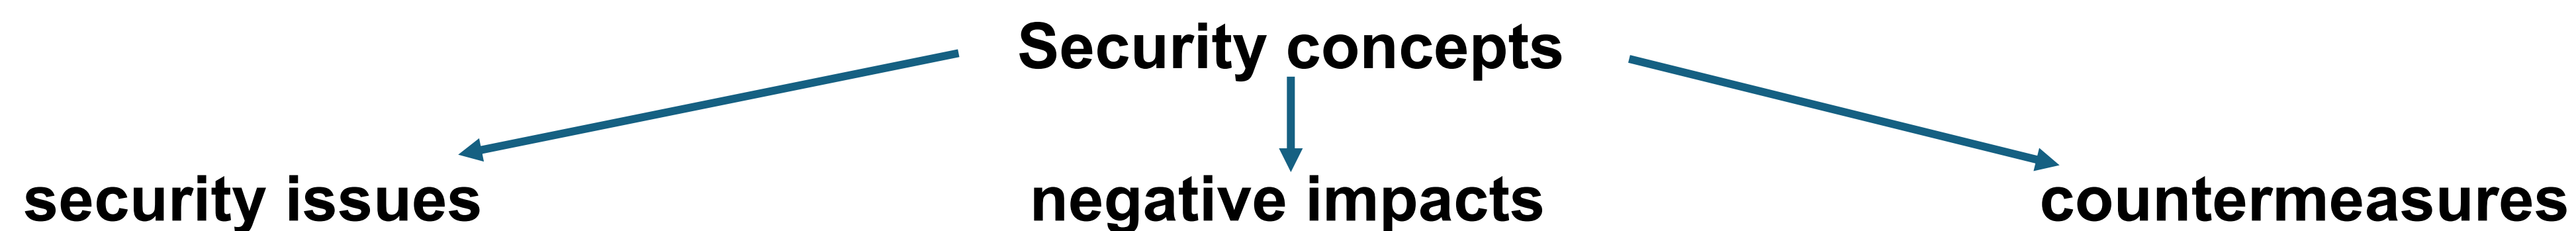 Security concepts
security issues
negative impacts
countermeasures